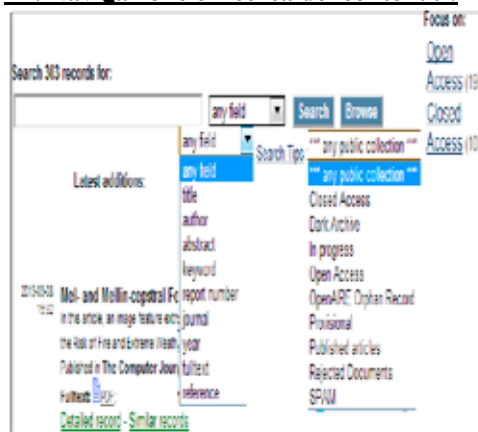 Focus on:
Open
Access
Closed
Access
Search 303 records for:
any field Search Browse
any field Search Tips *** any public collection ***
any field *** any public collection ***
title Closed Access
author Dark Archive
abstract In progress
keyword Open Access
report number OpenAIRE Orphan Record
journal Provisional
year Published articles
fulltext Rejected Documents
reference SPAM
Latest additions:
Mel- and Mellin-cepstral
In this article, an image feature
the Risk of Fire and Extreme
Published in The Computer
Fulltext: PDF
Detailed record - Similar records